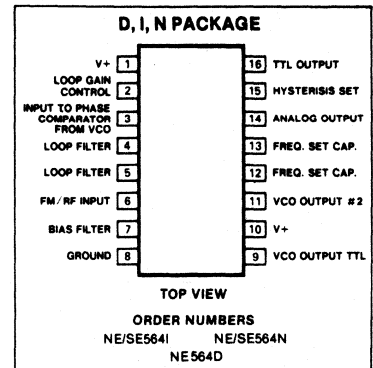 D, I, N PACKAGE
V+ 1
LOOP GAIN
CONTROL 2
INPUT TO PHASE
COMPARATOR 3
FROM VCO
LOOP FILTER 4
LOOP FILTER 5
FM/RF INPUT 6
BIAS FILTER 7
GROUND 8
16 TTL OUTPUT
15 HYSTERISIS SET
14 ANALOG OUTPUT
13 FREQ. SET CAP.
12 FREQ. SET CAP.
11 VCO OUTPUT #2
10 V+
9 VCO OUTPUT TTL
TOP VIEW
ORDER NUMBERS
NE/SE564I NE/SE564N
NE564D